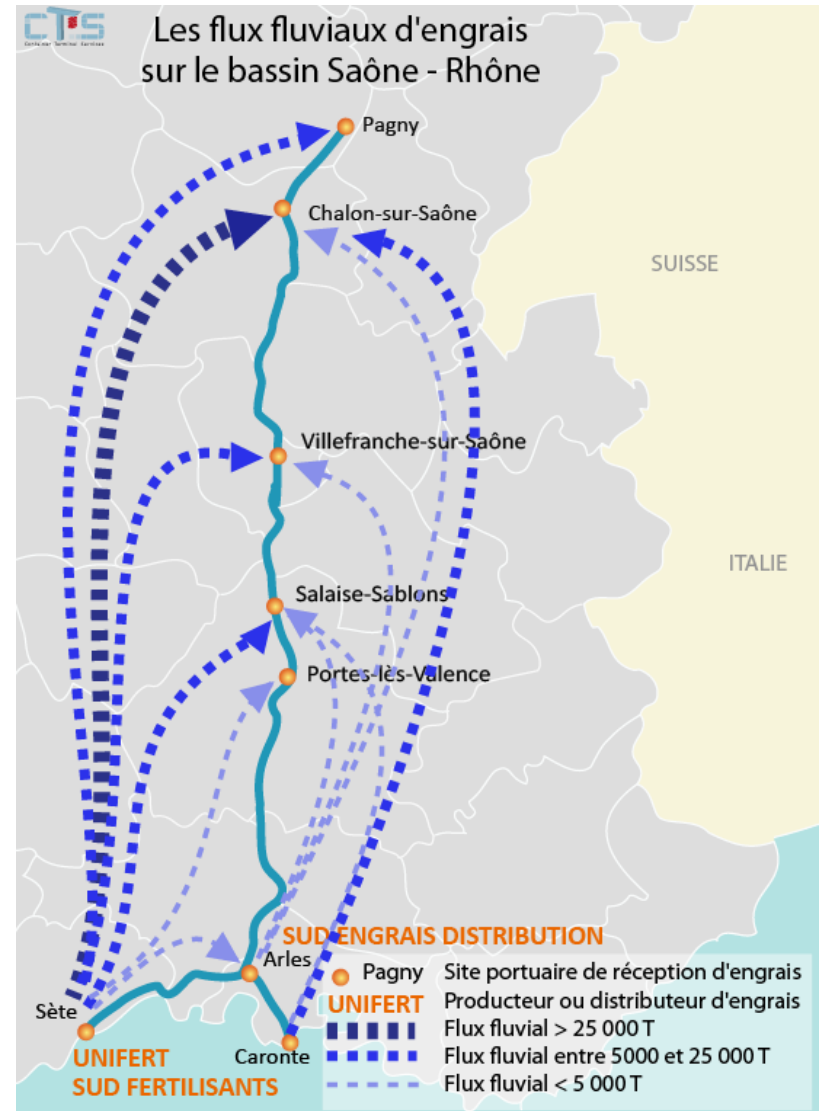 CTS
Container Terminal Services
Les flux fluviaux d'engrais
sur le bassin Saône - Rhône
Pagny
Chalon-sur-Saône
SUISSE
Villefranche-sur-Saône
ITALIE
Salaise-Sablons
Portes-lès-Valence
SUD ENGRAIS DISTRIBUTION
Arles
Sète
Caronte
UNIFERT
SUD FERTILISANTS
Pagny Site portuaire de réception d'engrais
UNIFERT Producteur ou distributeur d'engrais
Flux fluvial > 25 000 T
Flux fluvial entre 5000 et 25 000 T
Flux fluvial < 5 000 T